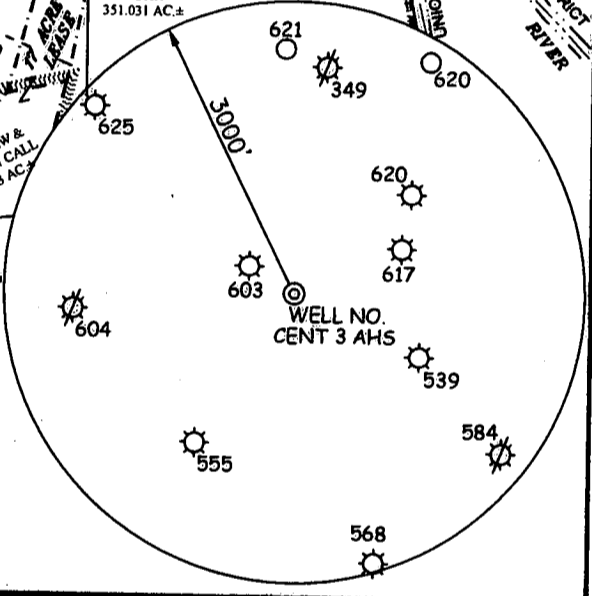 351.031 AC.±
ACRE
LEASE
RIVER
W &
CALL
AC.±
621
349
620
625
3000'
620
617
603
WELL NO.
CENT 3 AHS
604
539
584
555
568